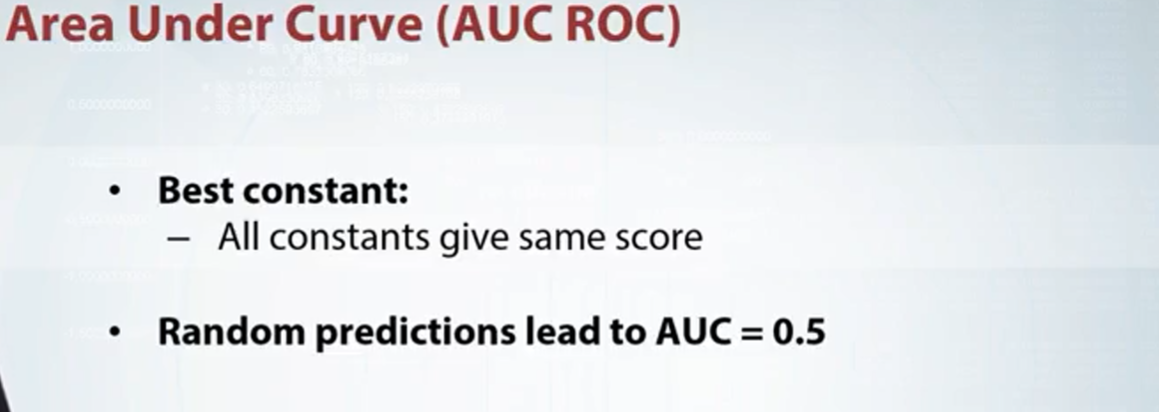 Area Under Curve (AUC ROC)
• Best constant:
– All constants give same score
• Random predictions lead to AUC = 0.5